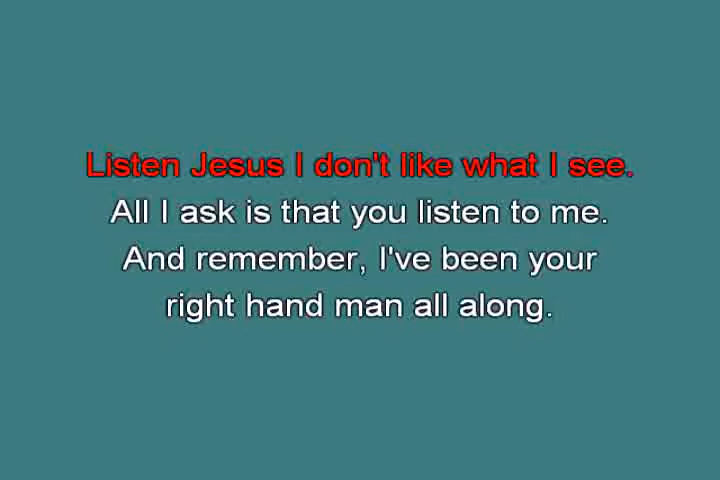 Listen Jesus I don't like what I see.
All I ask is that you listen to me.
And remember, I've been your
right hand man all along.